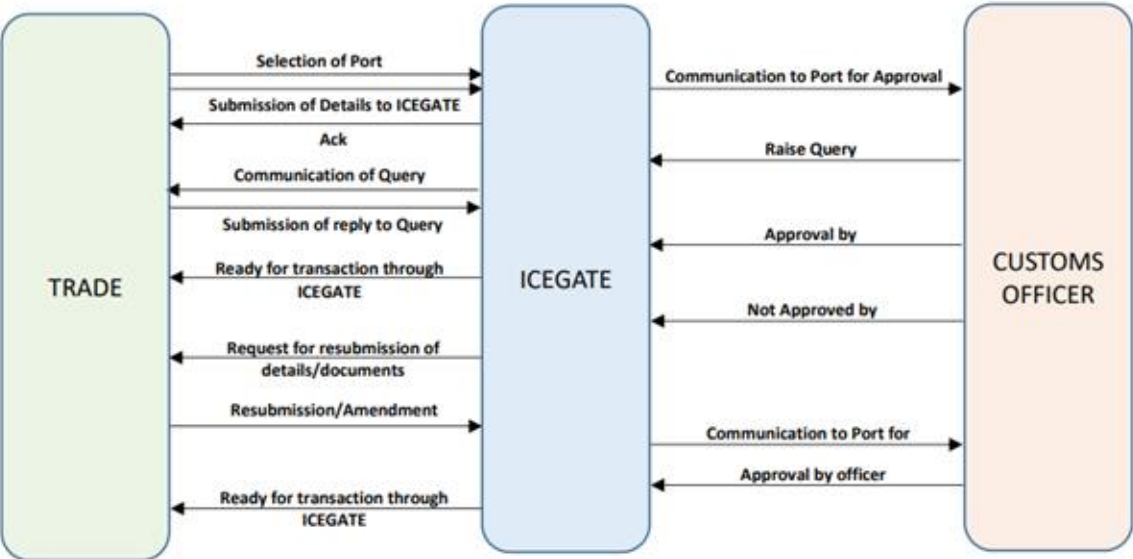 Selection of Port
Communication to Port for Approval
Submission of Details to ICEGATE
Ack
Raise Query
Communication of Query
Submission of reply to Query
Approval by
Ready for transaction through
ICEGATE
TRADE
ICEGATE
CUSTOMS
OFFICER
Not Approved by
Request for resubmission of
details/documents
Resubmission/Amendment
Communication to Port for
Approval by officer
Ready for transaction through
ICEGATE